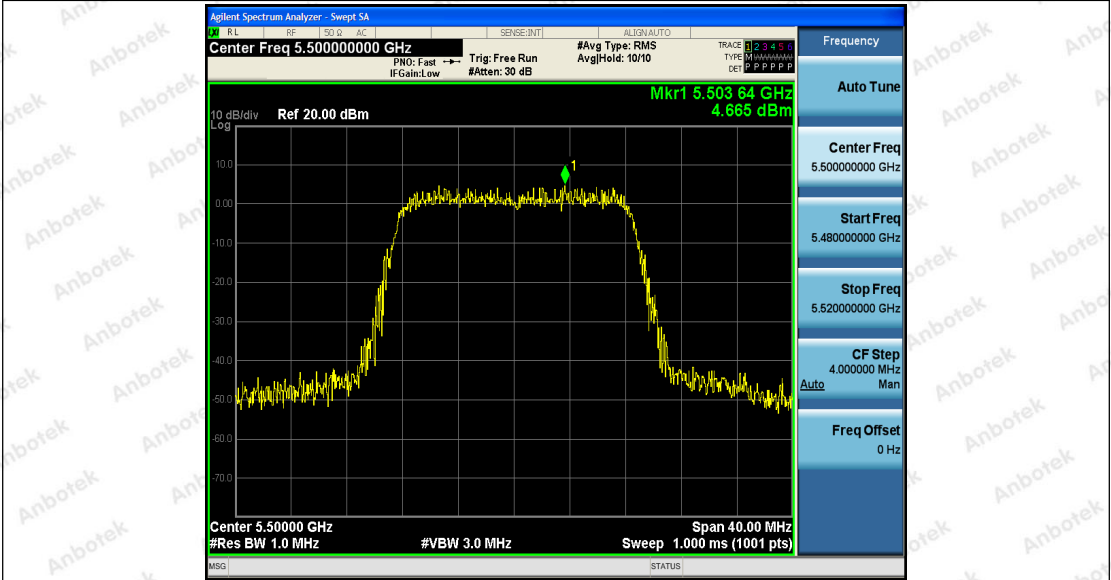 Agilent Spectrum Analyzer - Swept SA
RL RF 50 Ω AC SENSE:INT ALIGNAUTO
Center Freq 5.500000000 GHz
PNO: Fast
IFGain:Low
Trig: Free Run
#Atten: 30 dB
#Avg Type: RMS
Avg|Hold: 10/10
TRACE 1 2 3 4 5 6
TYPE M WWWWW
DET P P P P P P
Mkr1 5.503 64 GHz
4.665 dBm
10 dB/div Ref 20.00 dBm
Log
1
10.0
0.00
-10.0
-20.0
-30.0
-40.0
-50.0
-60.0
-70.0
Center 5.50000 GHz Span 40.00 MHz
#Res BW 1.0 MHz #VBW 3.0 MHz Sweep 1.000 ms (1001 pts)
MSG STATUS
Frequency
Auto Tune
Center Freq
5.500000000 GHz
Start Freq
5.480000000 GHz
Stop Freq
5.520000000 GHz
CF Step
4.000000 MHz
Auto Man
Freq Offset
0 Hz
Anbotek